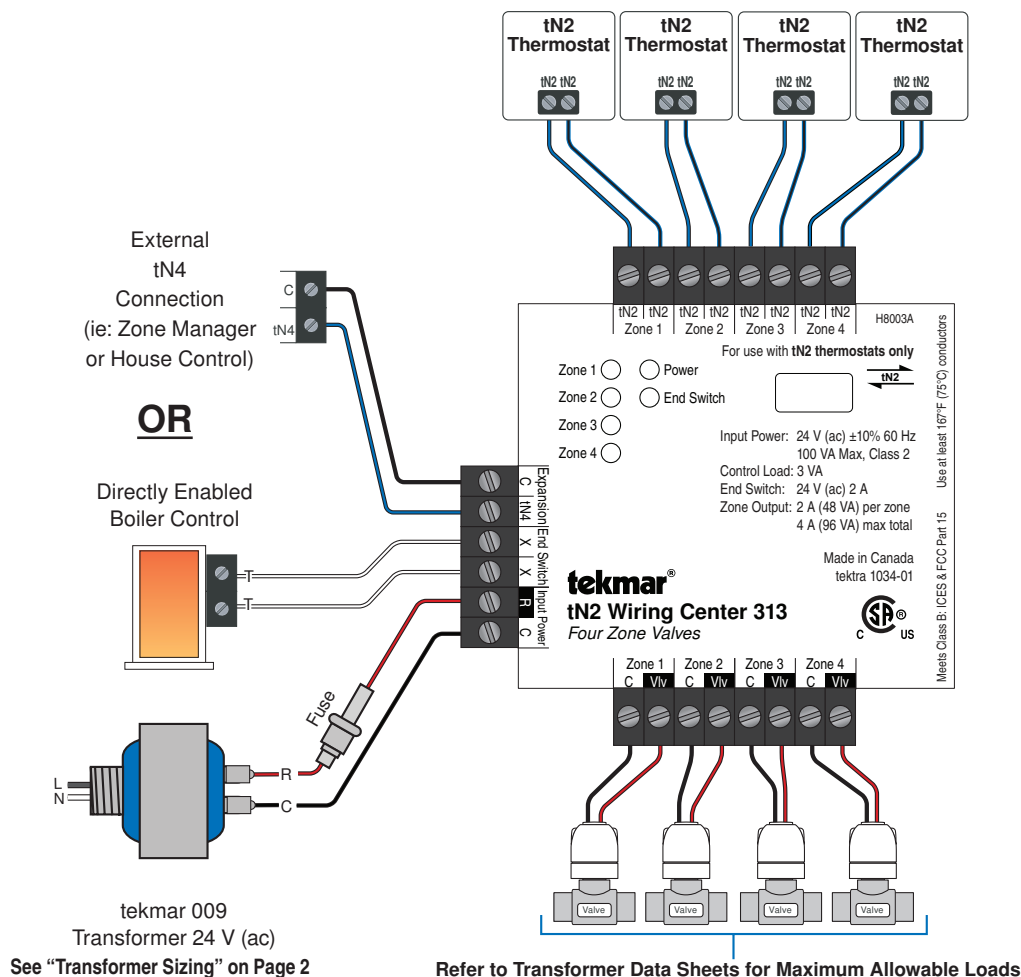 tN2
Thermostat
tN2 tN2
tN2
Thermostat
tN2 tN2
tN2
Thermostat
tN2 tN2
tN2
Thermostat
tN2 tN2
External
tN4
Connection
(ie: Zone Manager
or House Control)
C
tN4
OR
Directly Enabled
Boiler Control
T
T
Fuse
L
N
R
C
tekmar 009
Transformer 24 V (ac)
See “Transformer Sizing” on Page 2
tN2 tN2 tN2 tN2 tN2 tN2 tN2 tN2
Zone 1 Zone 2 Zone 3 Zone 4
H8003A
For use with tN2 thermostats only
tN2
Zone 1
Zone 2
Zone 3
Zone 4
Power
End Switch
Input Power: 24 V (ac) ±10% 60 Hz
100 VA Max, Class 2
Control Load: 3 VA
End Switch: 24 V (ac) 2 A
Zone Output: 2 A (48 VA) per zone
4 A (96 VA) max total
Made in Canada
tektra 1034-01
Use at least 167°F (75°C) conductors
Meets Class B: ICES & FCC Part 15
Expansion
C
tN4
End Switch
X
X
Input Power
R
C
tekmar®
tN2 Wiring Center 313
Four Zone Valves
C SA ® US
Zone 1 Zone 2 Zone 3 Zone 4
C Vlv C Vlv C Vlv C Vlv
Valve Valve Valve Valve
Refer to Transformer Data Sheets for Maximum Allowable Loads